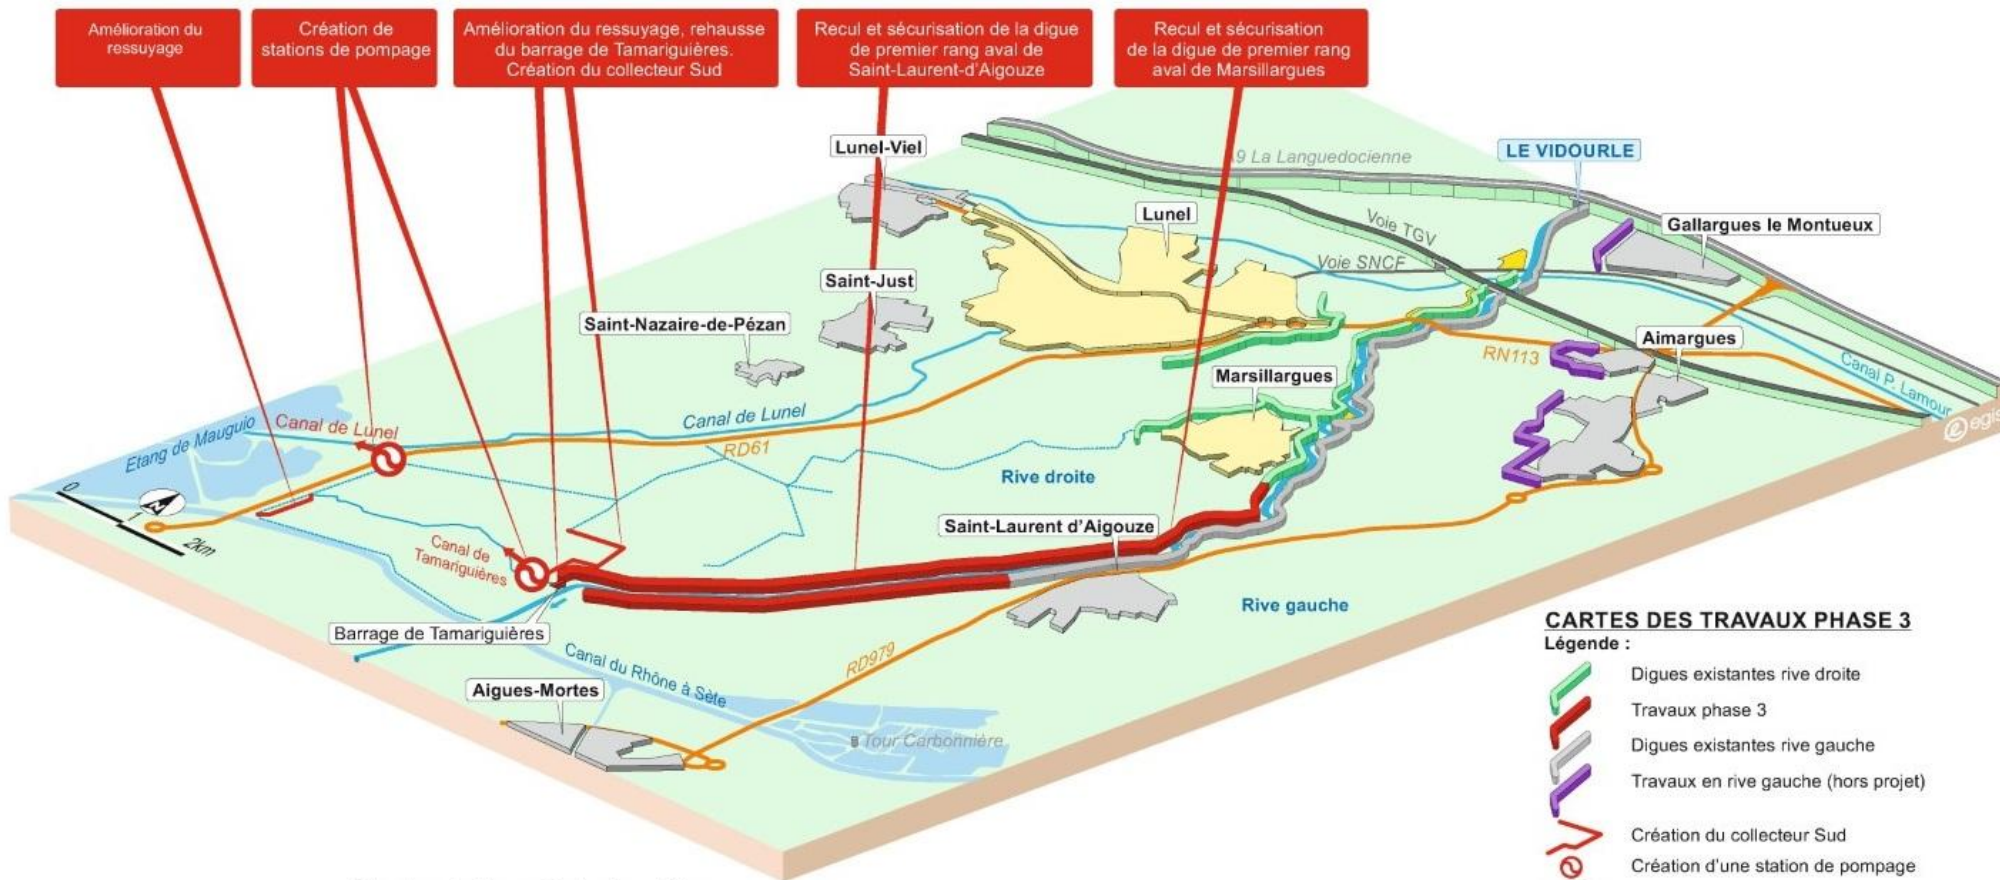 Amélioration du
ressuyage
Création de
stations de pompage
Amélioration du ressuyage, rehausse
du barrage de Tamariguières.
Création du collecteur Sud
Recul et sécurisation de la digue
de premier rang aval de
Saint-Laurent-d'Aigouze
Recul et sécurisation
de la digue de premier rang
aval de Marsillargues
Lunel-Viel
A9 La Languedocienne
LE VIDOURLE
Lunel
Voie TGV
Gallargues le Montueux
Voie SNCF
Saint-Just
Saint-Nazaire-de-Pézan
RN113
Aimargues
Marsillargues
Canal P. Lamour
egis
Canal de Lunel
Canal de Lunel
Etang de Mauguio
RD61
Rive droite
0
2km
Saint-Laurent d'Aigouze
Canal de
Tamariguières
Rive gauche
Barrage de Tamariguières
RD979
Canal du Rhône à Sète
Aigues-Mortes
Tour Carbonnière
CARTES DES TRAVAUX PHASE 3
Légende :
Digues existantes rive droite
Travaux phase 3
Digues existantes rive gauche
Travaux en rive gauche (hors projet)
Création du collecteur Sud
Création d'une station de pompage